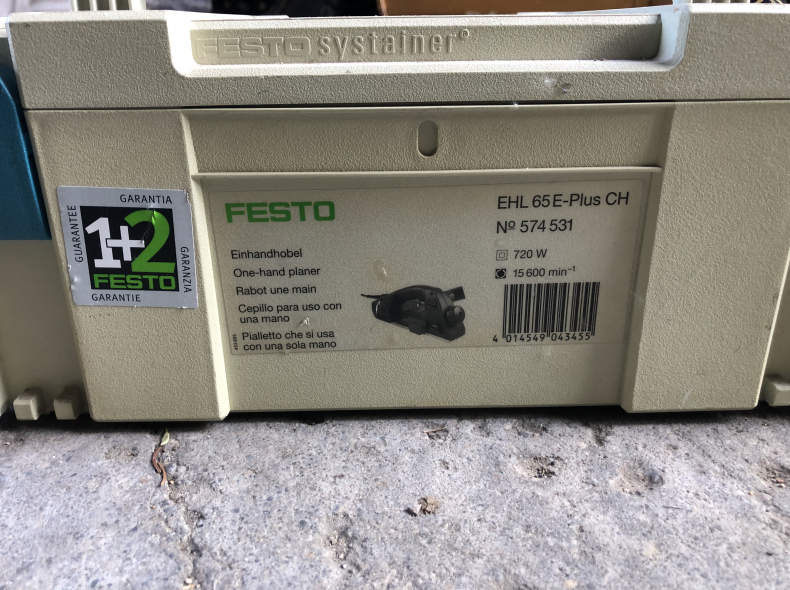 FESTO systainer®
GARANTIA
GUARANTEE
1+2
FESTO
GARANZIA
GARANTIE
FESTO
Einhandhobel
One-hand planer
Rabot une main
Cepillo para uso con
una mano
Pialletto che si usa
con una sola mano
EHL 65 E-Plus CH
Nº 574 531
720 W
15 600 min⁻¹
4 014549 043455